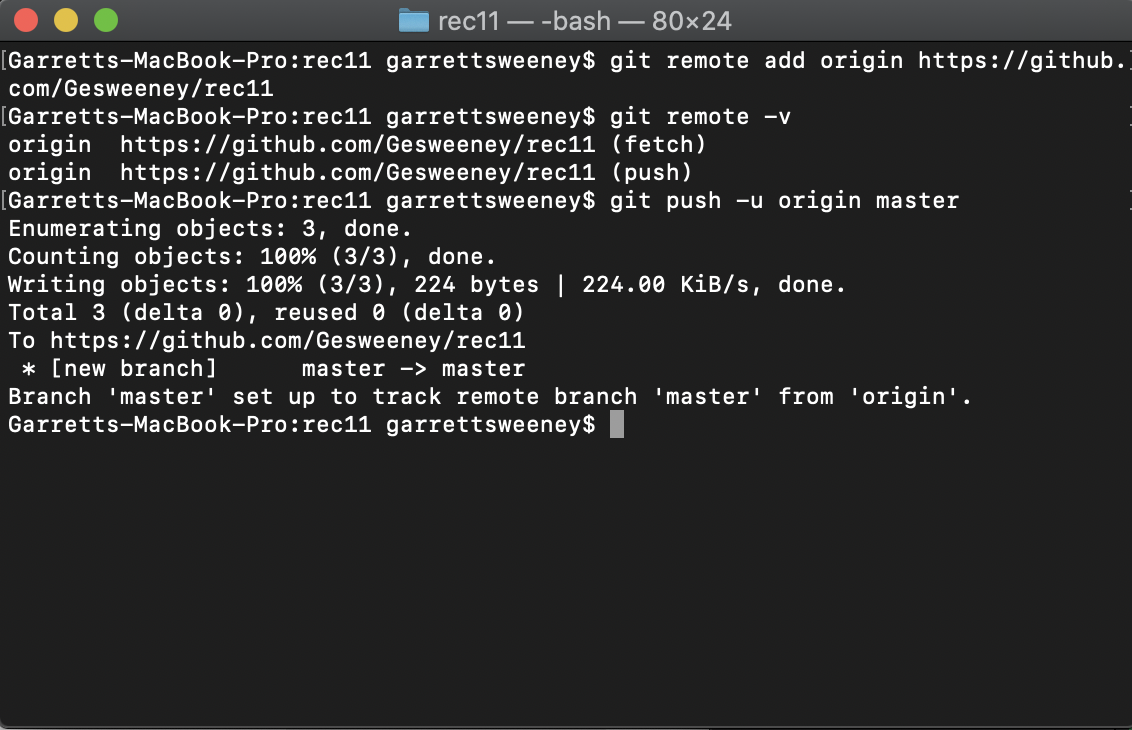 rec11 — -bash — 80×24
[Garretts-MacBook-Pro:rec11 garrettsweeney$ git remote add origin https://github.]
com/Gesweeney/rec11
[Garretts-MacBook-Pro:rec11 garrettsweeney$ git remote -v ]
origin  https://github.com/Gesweeney/rec11 (fetch)
origin  https://github.com/Gesweeney/rec11 (push)
[Garretts-MacBook-Pro:rec11 garrettsweeney$ git push -u origin master ]
Enumerating objects: 3, done.
Counting objects: 100% (3/3), done.
Writing objects: 100% (3/3), 224 bytes | 224.00 KiB/s, done.
Total 3 (delta 0), reused 0 (delta 0)
To https://github.com/Gesweeney/rec11
 * [new branch]      master -> master
Branch 'master' set up to track remote branch 'master' from 'origin'.
Garretts-MacBook-Pro:rec11 garrettsweeney$